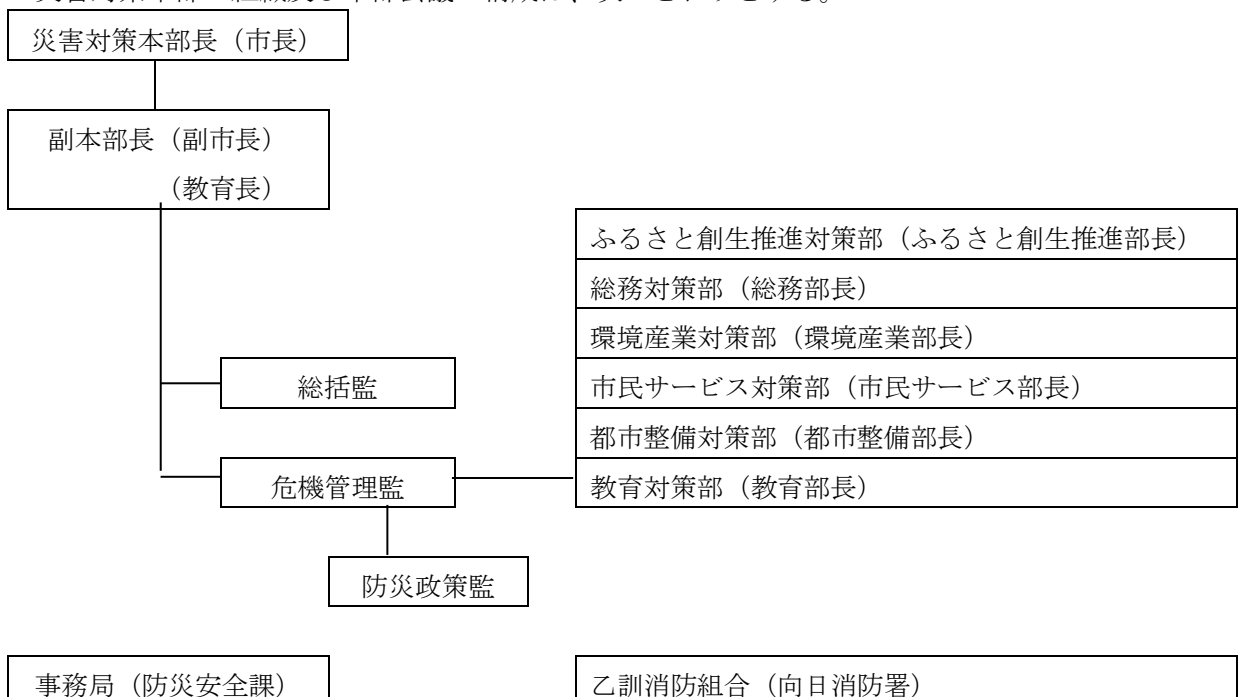 災害対策本部長（市長）
副本部長（副市長）
（教育長）
ふるさと創生推進対策部（ふるさと創生推進部長）
総務対策部（総務部長）
環境産業対策部（環境産業部長）
総括監
市民サービス対策部（市民サービス部長）
都市整備対策部（都市整備部長）
危機管理監
教育対策部（教育部長）
防災政策監
事務局（防災安全課）
乙訓消防組合（向日消防署）